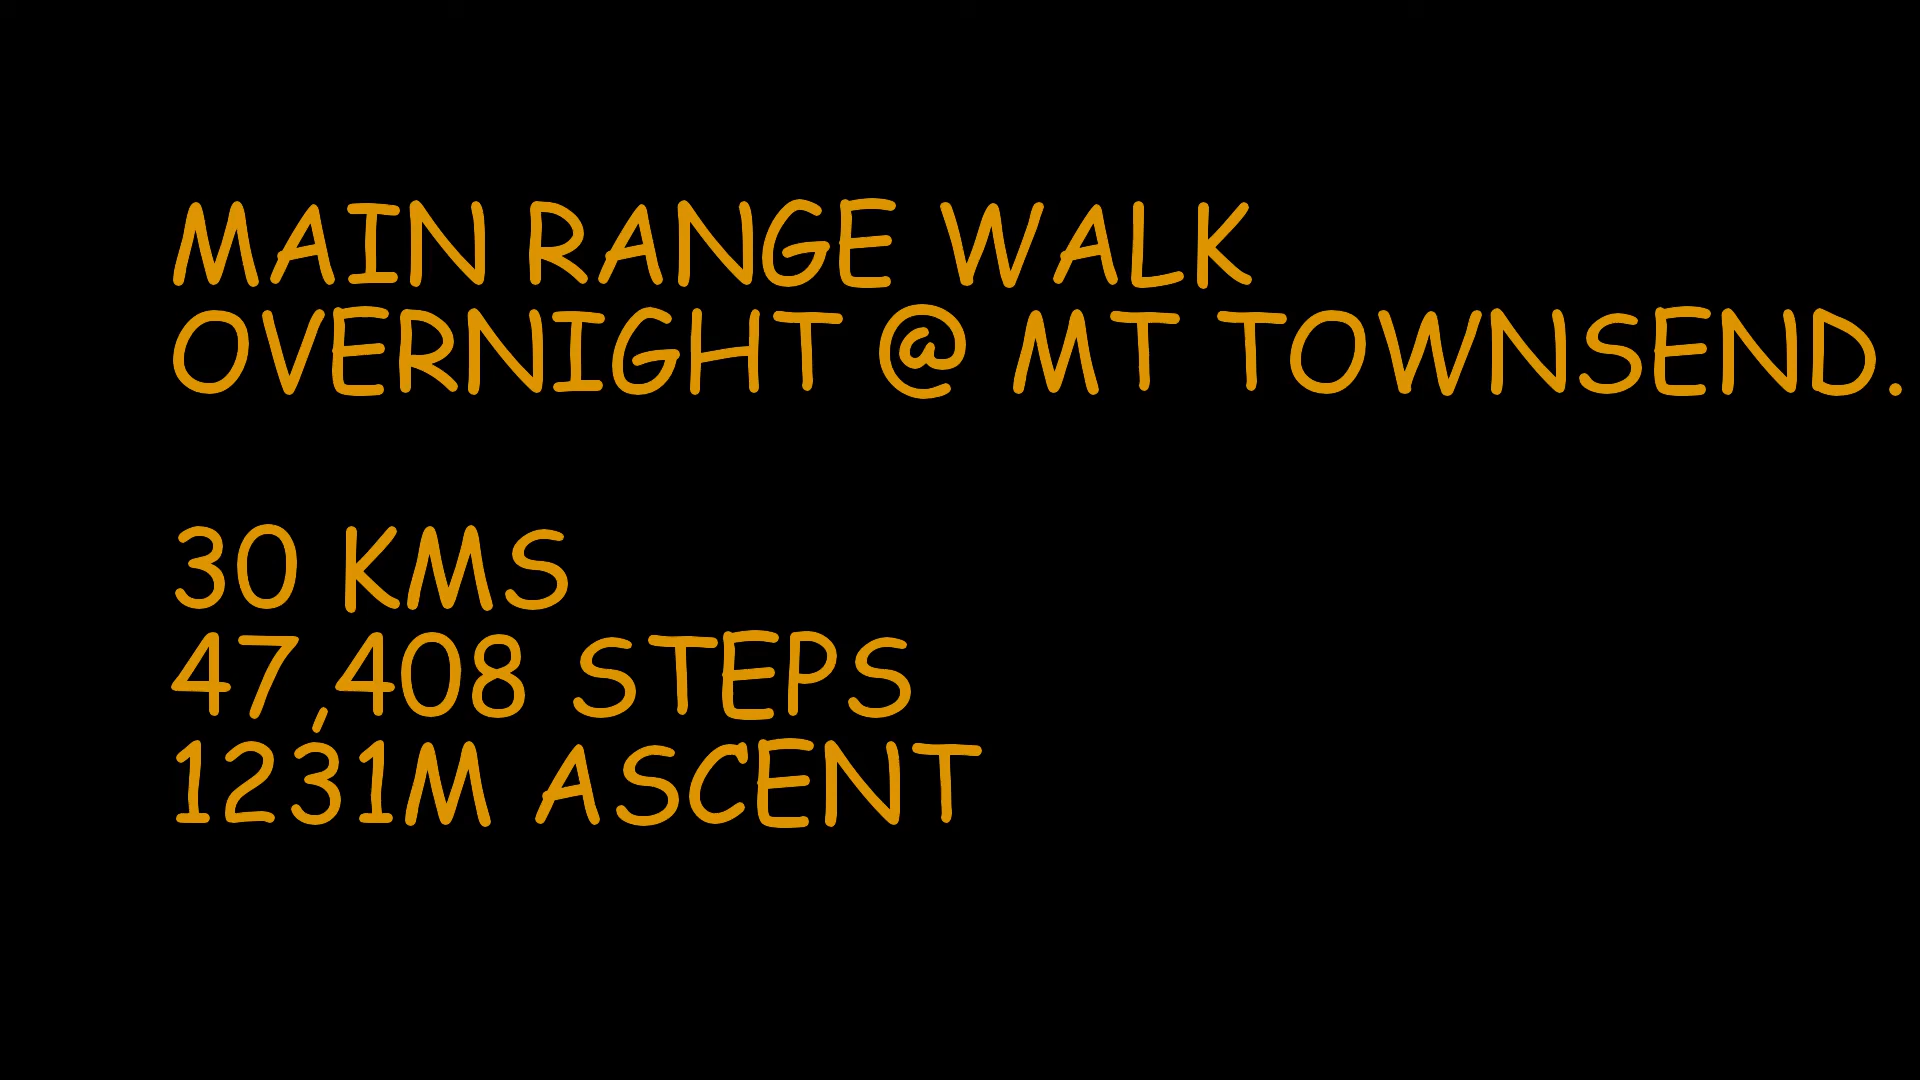 MAIN RANGE WALK
OVERNIGHT @ MT TOWNSEND.
30 KMS
47,408 STEPS
1231M ASCENT